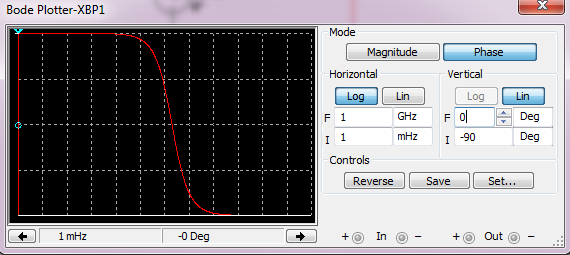 Bode Plotter-XBP1
Mode
Magnitude Phase
Horizontal Vertical
Log Lin Log Lin
F 1 GHz F 0 Deg
I 1 mHz I -90 Deg
Controls
Reverse Save Set...
1 mHz -0 Deg
+ In - + Out -